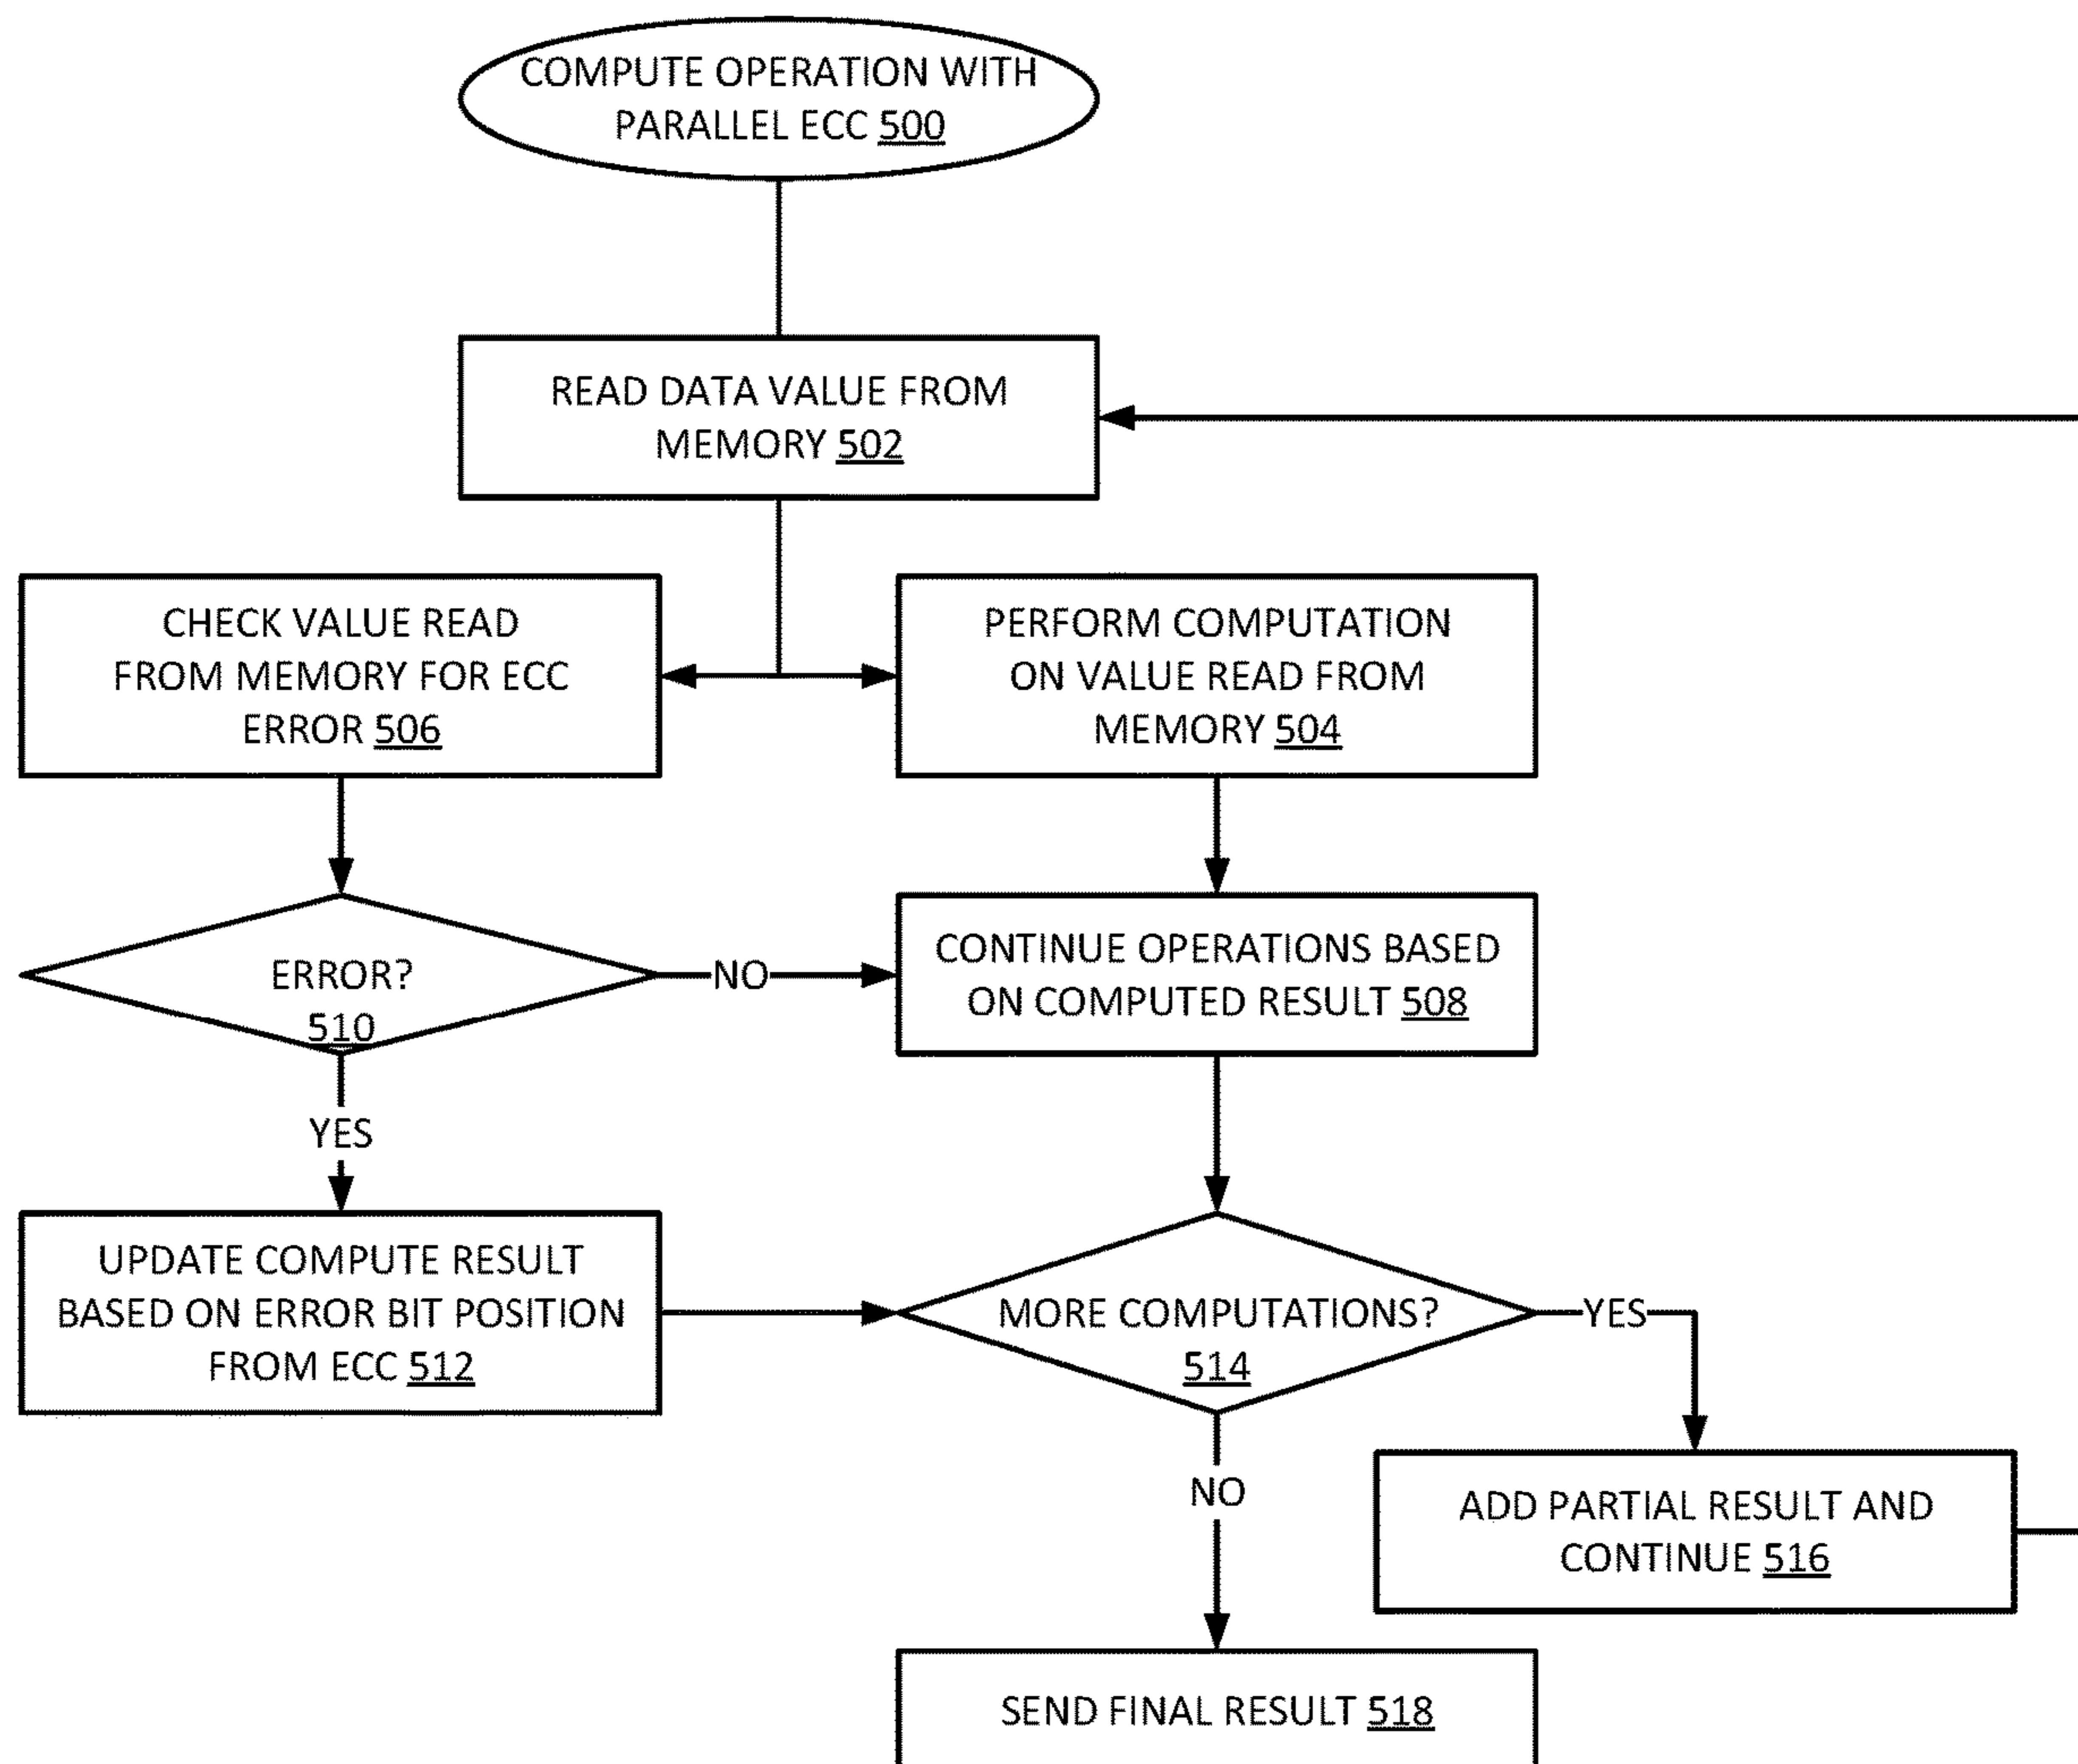 COMPUTE OPERATION WITH
PARALLEL ECC 500
READ DATA VALUE FROM
MEMORY 502
CHECK VALUE READ
FROM MEMORY FOR ECC
ERROR 506
PERFORM COMPUTATION
ON VALUE READ FROM
MEMORY 504
ERROR?
510
NO
CONTINUE OPERATIONS BASED
ON COMPUTED RESULT 508
YES
UPDATE COMPUTE RESULT
BASED ON ERROR BIT POSITION
FROM ECC 512
MORE COMPUTATIONS?
514
YES
NO
ADD PARTIAL RESULT AND
CONTINUE 516
SEND FINAL RESULT 518